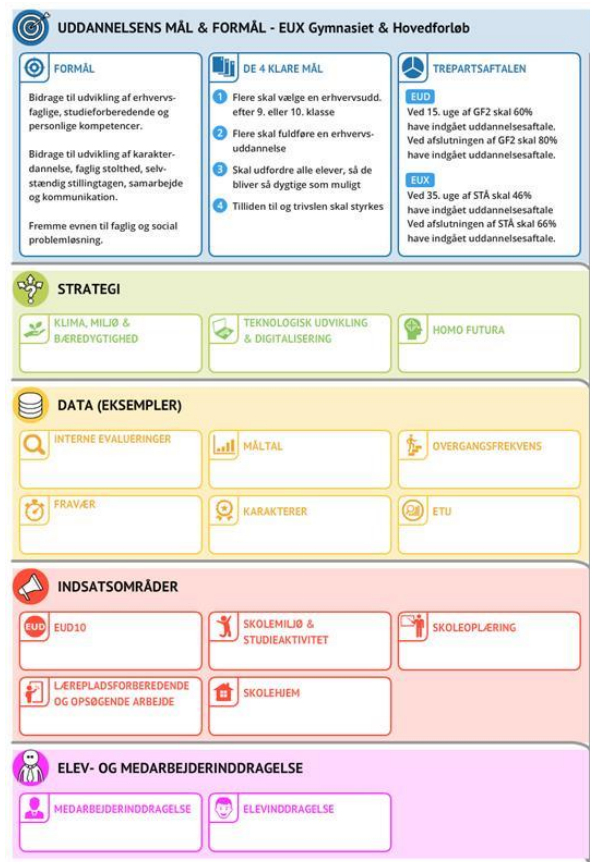 UDDANNELSENS MÅL & FORMÅL - EUX Gymnasiet & Hovedforløb
FORMÅL
Bidrage til udvikling af erhvervs-
faglige, studieforberedende og
personlige kompetencer.
Bidrage til udvikling af karakter-
dannelse, faglig stolthed, selv-
stændig stillingtagen, samarbejde
og kommunikation.
Fremme evnen til faglig og social
problemløsning.
DE 4 KLARE MÅL
1 Flere skal vælge en erhvervsudd.
efter 9. eller 10. klasse
2 Flere skal fuldføre en erhvervs-
uddannelse
3 Skal udfordre alle elever, så de
bliver så dygtige som muligt
4 Tilliden til og trivslen skal styrkes
TREPARTSAFTALEN
EUD
Ved 15. uge af GF2 skal 60%
have indgået uddannelsesaftale.
Ved afslutningen af GF2 skal 80%
have indgået uddannelsesaftale.
EUX
Ved 35. uge af STÅ skal 46%
have indgået uddannelsesaftale
Ved afslutningen af STÅ skal 66%
have indgået uddannelsesaftale.
STRATEGI
KLIMA, MILJØ &
BÆREDYGTIGHED
TEKNOLOGISK UDVIKLING
& DIGITALISERING
HOMO FUTURA
DATA (EKSEMPLER)
INTERNE EVALUERINGER
MÅLTAL
OVERGANGSFREKVENS
FRAVÆR
KARAKTERER
ETU
INDSATSOMRÅDER
EUD
EUD10
SKOLEMILJØ &
STUDIEAKTIVITET
SKOLEOPLÆRING
LÆREPLADSFORBEREDENDE
OG OPSØGENDE ARBEJDE
SKOLEHJEM
ELEV- OG MEDARBEJDERINDDRAGELSE
MEDARBEJDERINDDRAGELSE
ELEVINDDRAGELSE